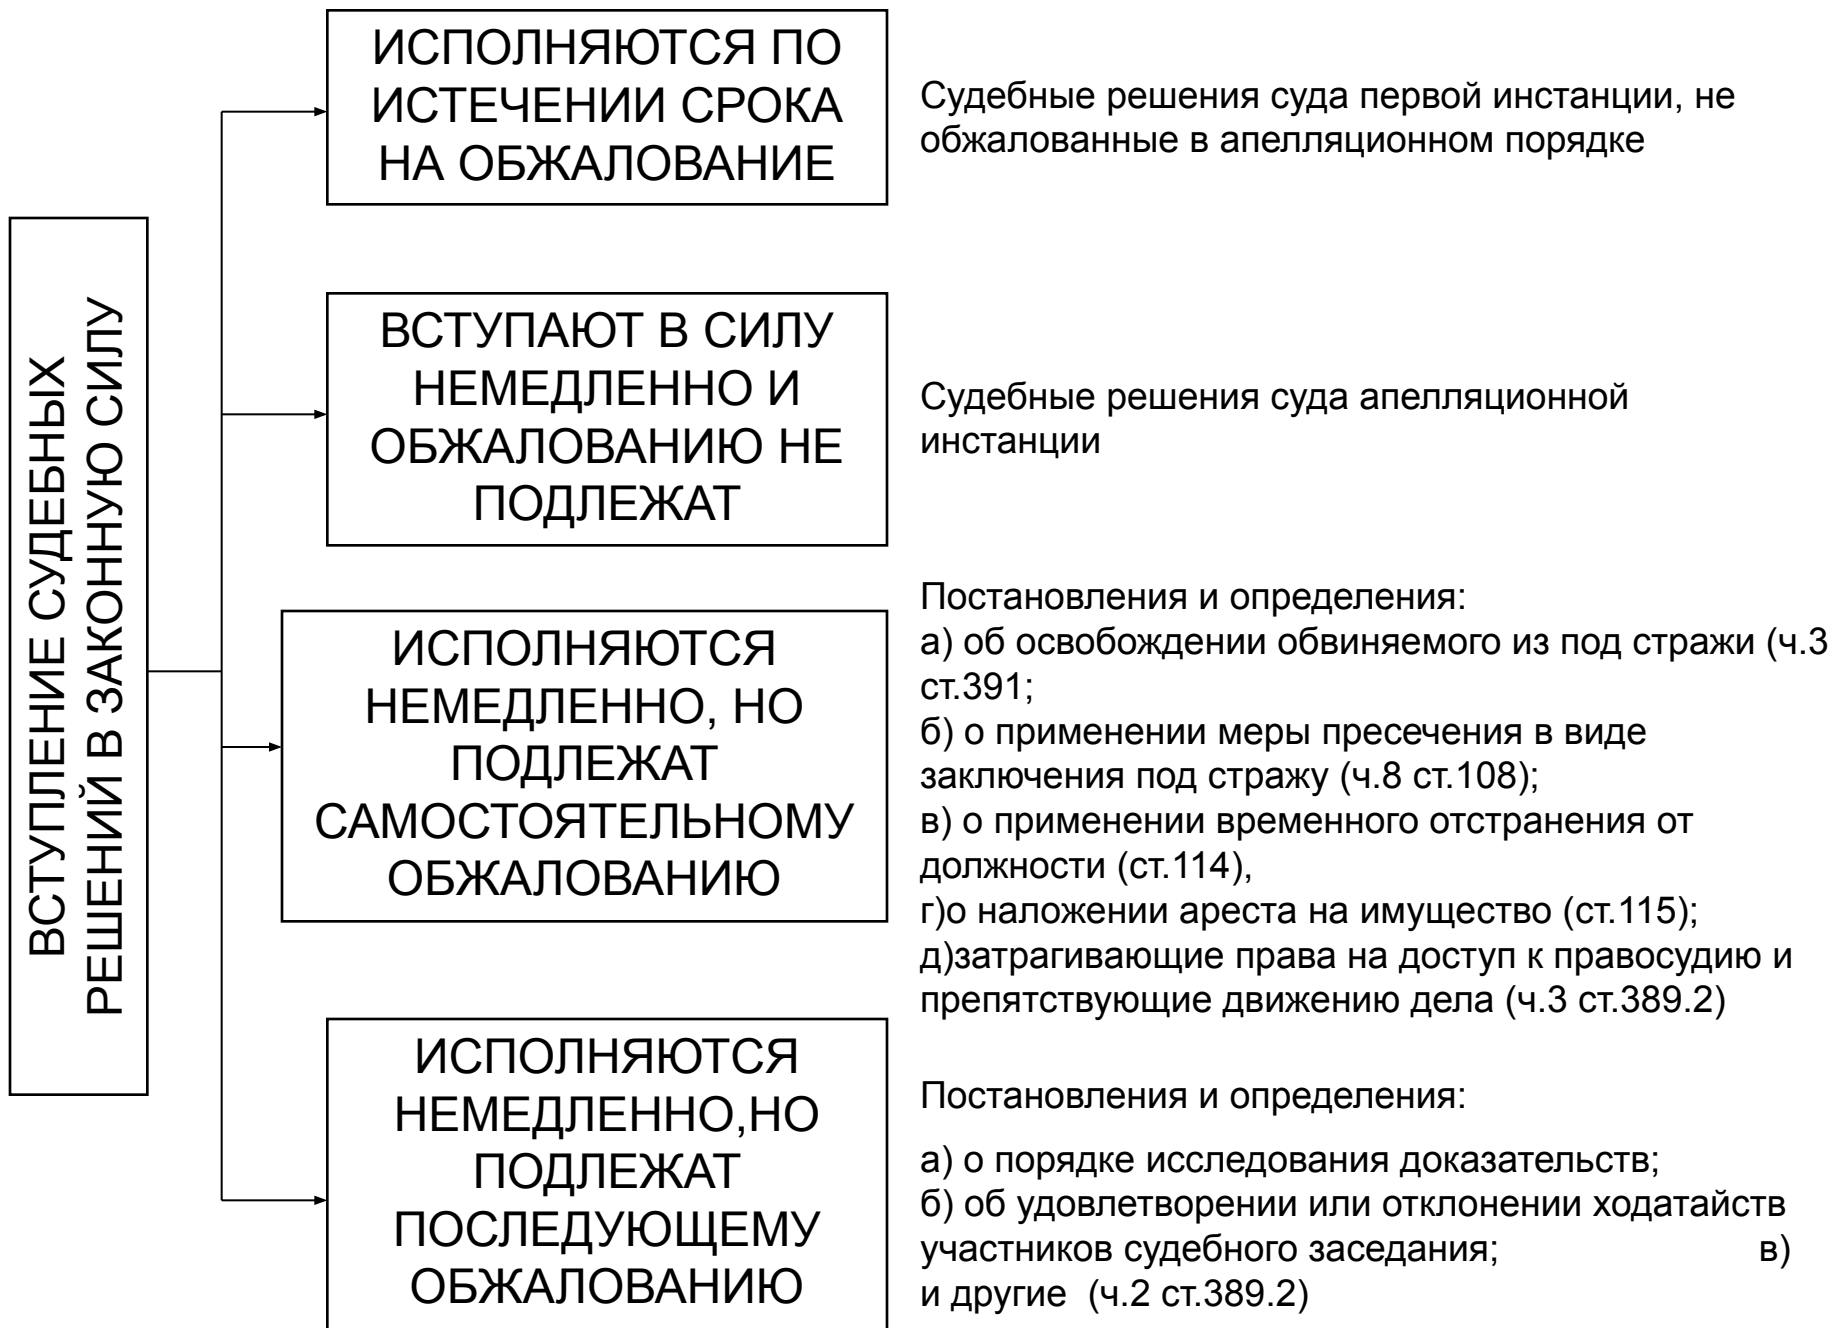 ВСТУПЛЕНИЕ СУДЕБНЫХ
РЕШЕНИЙ В ЗАКОННУЮ СИЛУ
ИСПОЛНЯЮТСЯ ПО
ИСТЕЧЕНИИ СРОКА
НА ОБЖАЛОВАНИЕ
Судебные решения суда первой инстанции, не
обжалованные в апелляционном порядке
ВСТУПАЮТ В СИЛУ
НЕМЕДЛЕННО И
ОБЖАЛОВАНИЮ НЕ
ПОДЛЕЖАТ
Судебные решения суда апелляционной
инстанции
ИСПОЛНЯЮТСЯ
НЕМЕДЛЕННО, НО
ПОДЛЕЖАТ
САМОСТОЯТЕЛЬНОМУ
ОБЖАЛОВАНИЮ
Постановления и определения:
а) об освобождении обвиняемого из под стражи (ч.3
ст.391;
б) о применении меры пресечения в виде
заключения под стражу (ч.8 ст.108);
в) о применении временного отстранения от
должности (ст.114),
г)о наложении ареста на имущество (ст.115);
д)затрагивающие права на доступ к правосудию и
препятствующие движению дела (ч.3 ст.389.2)
ИСПОЛНЯЮТСЯ
НЕМЕДЛЕННО,НО
ПОДЛЕЖАТ
ПОСЛЕДУЮЩЕМУ
ОБЖАЛОВАНИЮ
Постановления и определения:
а) о порядке исследования доказательств;
б) об удовлетворении или отклонении ходатайств
участников судебного заседания; в)
и другие (ч.2 ст.389.2)